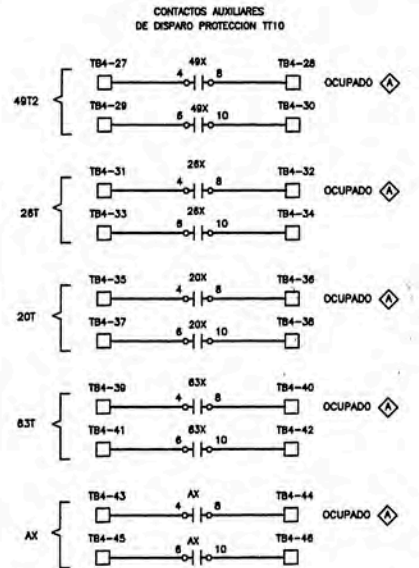 CONTACTOS AUXILIARES
DE DISPARO PROTECCION TT10
49T2
TB4-27 4 49X 8 TB4-28 OCUPADO A
TB4-29 6 49X 10 TB4-30
26T
TB4-31 4 26X 8 TB4-32 OCUPADO A
TB4-33 6 26X 10 TB4-34
20T
TB4-35 4 20X 8 TB4-36 OCUPADO A
TB4-37 6 20X 10 TB4-38
63T
TB4-39 4 63X 8 TB4-40 OCUPADO A
TB4-41 6 63X 10 TB4-42
AX
TB4-43 4 AX 8 TB4-44 OCUPADO A
TB4-45 6 AX 10 TB4-46